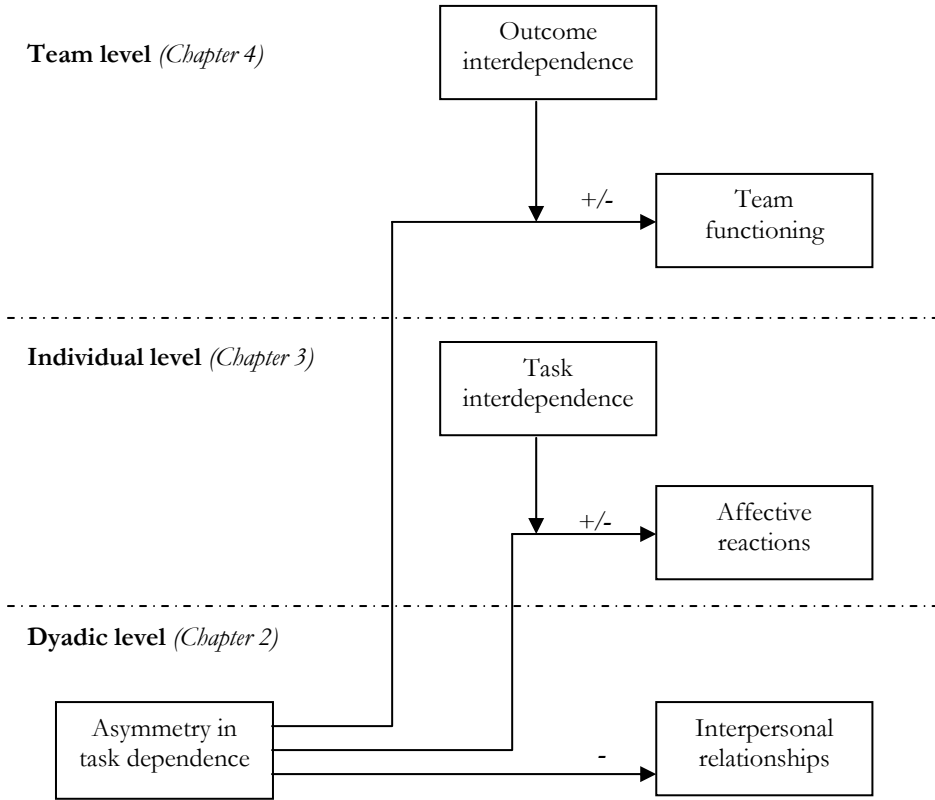 Outcome
interdependence
Team level (Chapter 4)
+/-
Team
functioning
Individual level (Chapter 3)
Task
interdependence
+/-
Affective
reactions
Dyadic level (Chapter 2)
Asymmetry in
task dependence
-
Interpersonal
relationships